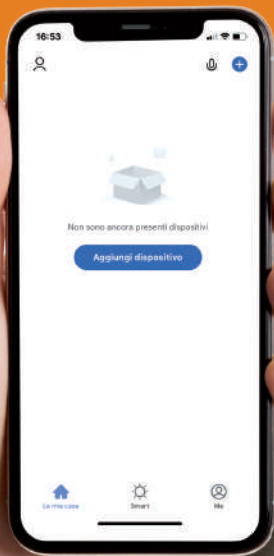 16:53
Non sono ancora presenti dispositivi
Aggiungi dispositivo
La mia casa
Smart
Me